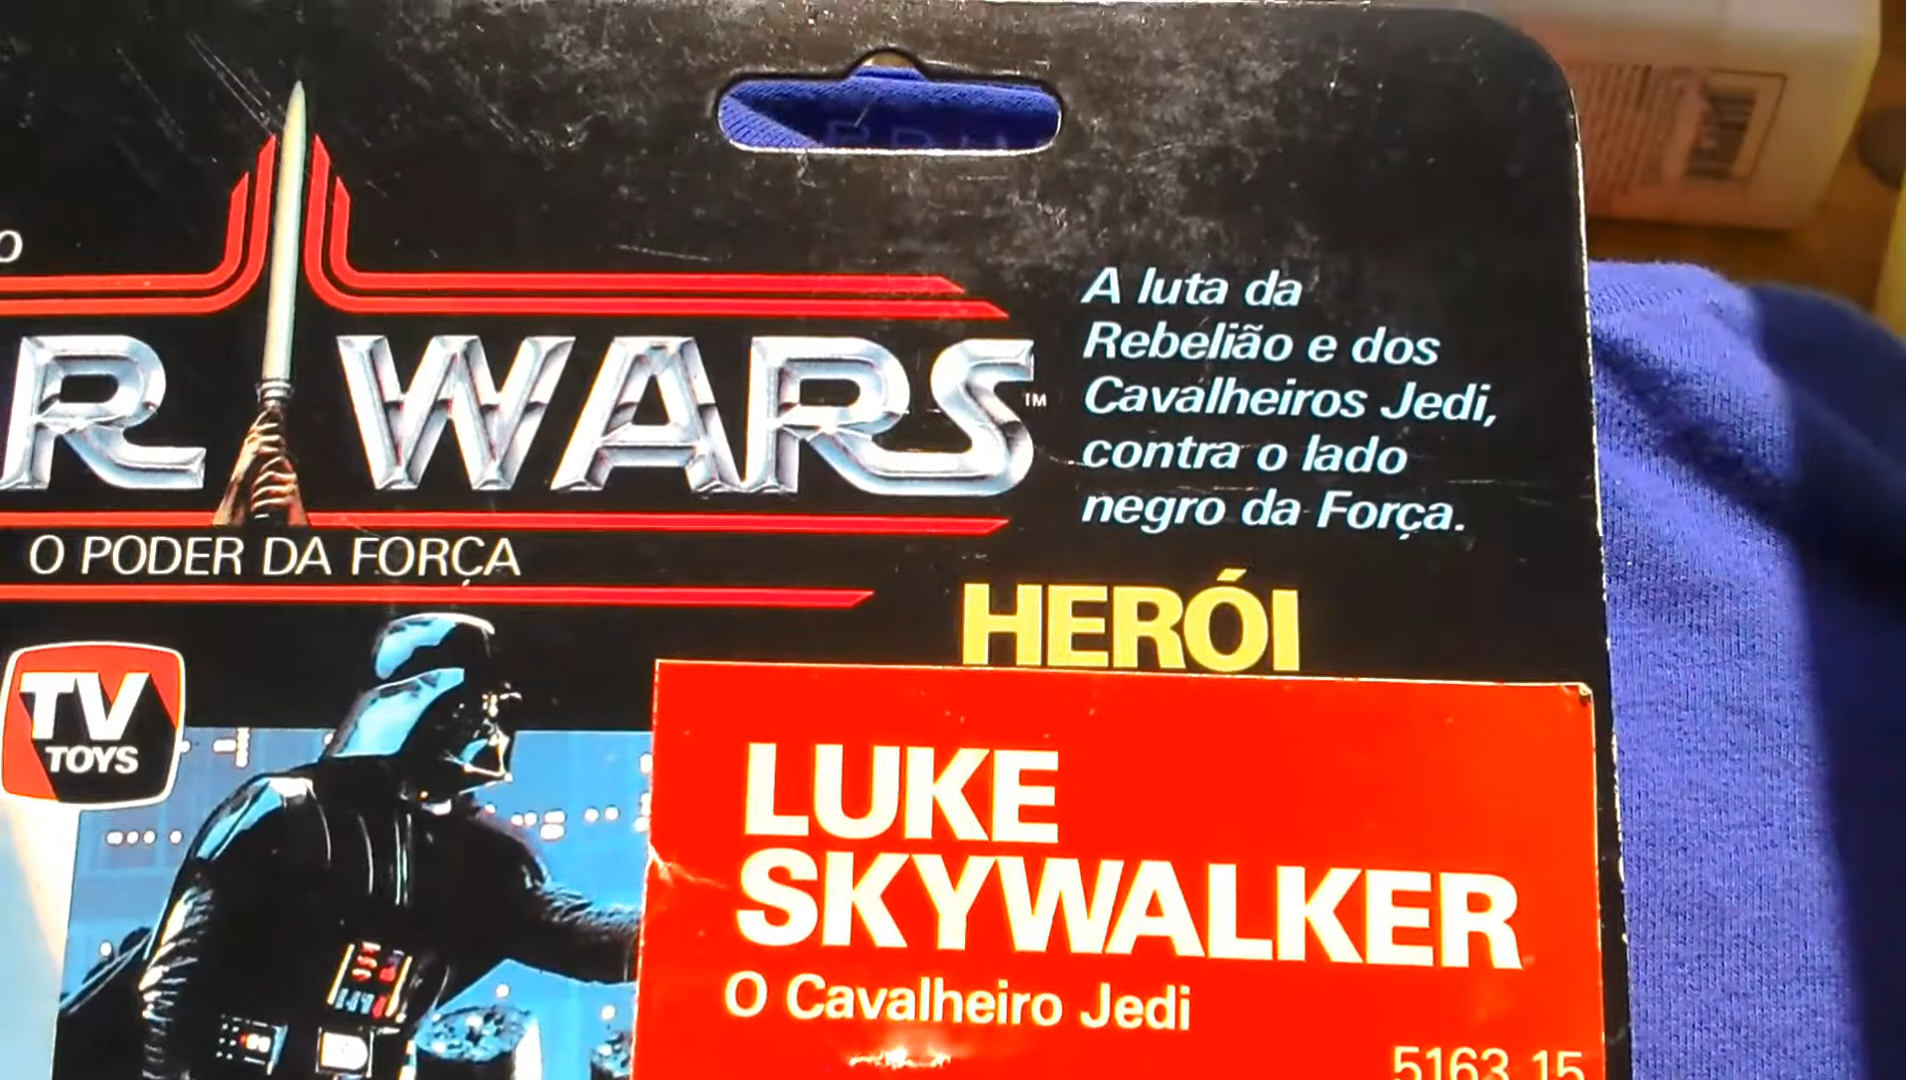 O
R WARS™
A luta da
Rebelião e dos
Cavalheiros Jedi,
contra o lado
negro da Força.
O PODER DA FORÇA
HERÓI
TV
TOYS
LUKE
SKYWALKER
O Cavalheiro Jedi
5163.15